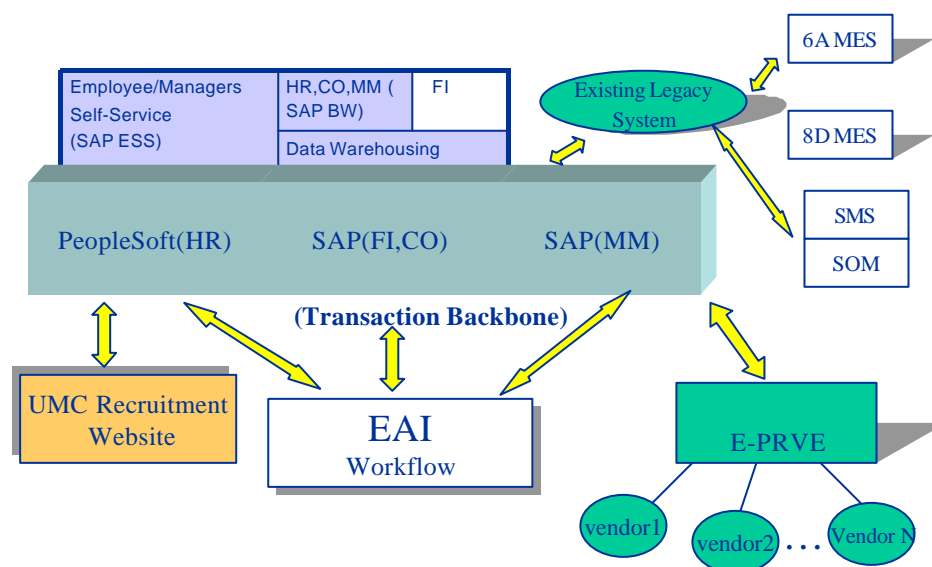 6A MES
Employee/Managers
Self-Service
(SAP ESS)
HR,CO,MM (
SAP BW)
FI
Data Warehousing
Existing Legacy
System
8D MES
SMS
SOM
PeopleSoft(HR)
SAP(FI,CO)
SAP(MM)
(Transaction Backbone)
UMC Recruitment
Website
EAI
Workflow
E-PRVE
vendor1
vendor2
...
Vendor N